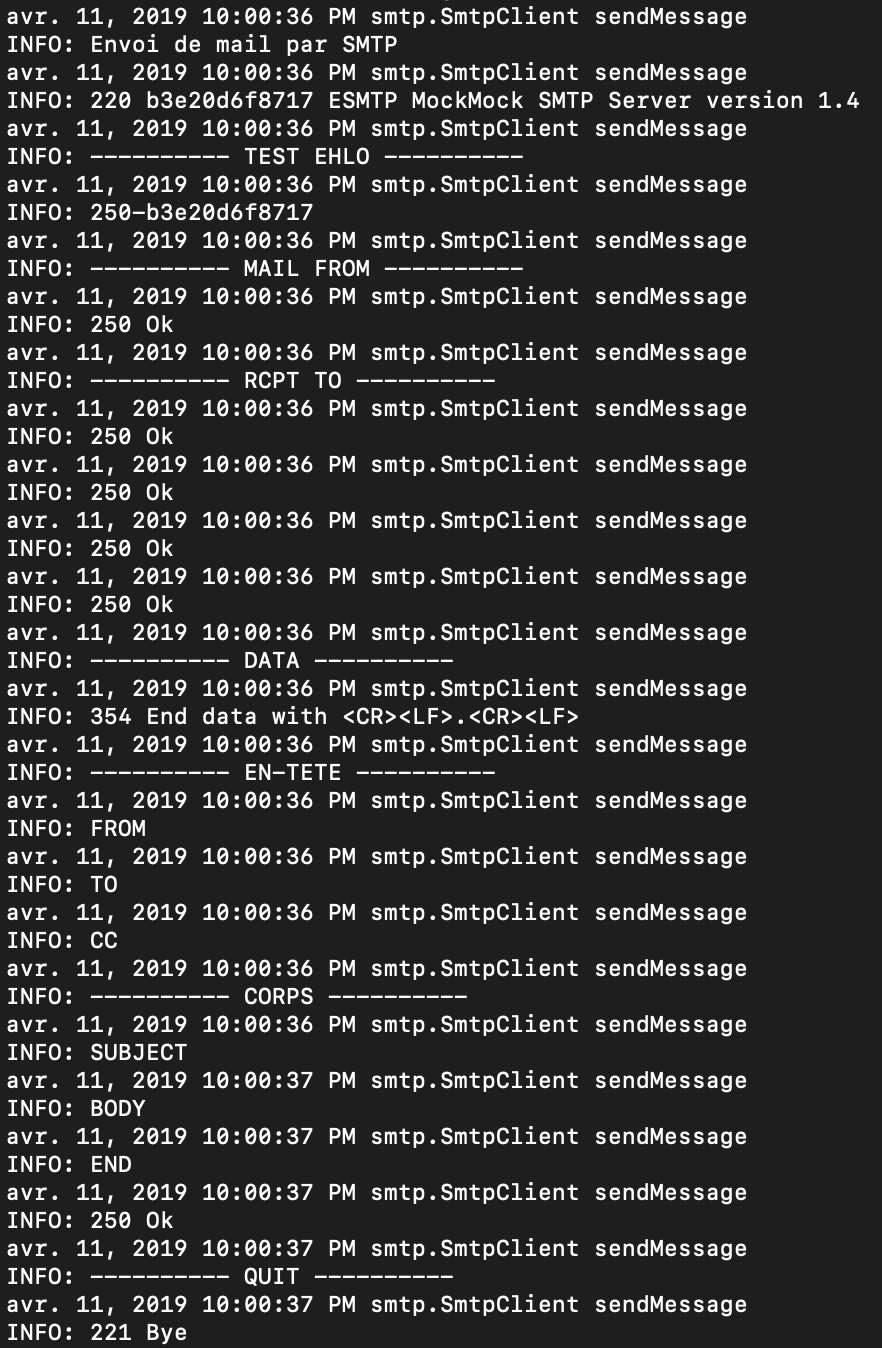 avr. 11, 2019 10:00:36 PM smtp.SmtpClient sendMessage
INFO: Envoi de mail par SMTP
avr. 11, 2019 10:00:36 PM smtp.SmtpClient sendMessage
INFO: 220 b3e20d6f8717 ESMTP MockMock SMTP Server version 1.4
avr. 11, 2019 10:00:36 PM smtp.SmtpClient sendMessage
INFO: ---------- TEST EHLO ----------
avr. 11, 2019 10:00:36 PM smtp.SmtpClient sendMessage
INFO: 250-b3e20d6f8717
avr. 11, 2019 10:00:36 PM smtp.SmtpClient sendMessage
INFO: ---------- MAIL FROM ----------
avr. 11, 2019 10:00:36 PM smtp.SmtpClient sendMessage
INFO: 250 Ok
avr. 11, 2019 10:00:36 PM smtp.SmtpClient sendMessage
INFO: ---------- RCPT TO ----------
avr. 11, 2019 10:00:36 PM smtp.SmtpClient sendMessage
INFO: 250 Ok
avr. 11, 2019 10:00:36 PM smtp.SmtpClient sendMessage
INFO: 250 Ok
avr. 11, 2019 10:00:36 PM smtp.SmtpClient sendMessage
INFO: 250 Ok
avr. 11, 2019 10:00:36 PM smtp.SmtpClient sendMessage
INFO: 250 Ok
avr. 11, 2019 10:00:36 PM smtp.SmtpClient sendMessage
INFO: ---------- DATA ----------
avr. 11, 2019 10:00:36 PM smtp.SmtpClient sendMessage
INFO: 354 End data with <CR><LF>.<CR><LF>
avr. 11, 2019 10:00:36 PM smtp.SmtpClient sendMessage
INFO: ---------- EN-TETE ----------
avr. 11, 2019 10:00:36 PM smtp.SmtpClient sendMessage
INFO: FROM
avr. 11, 2019 10:00:36 PM smtp.SmtpClient sendMessage
INFO: TO
avr. 11, 2019 10:00:36 PM smtp.SmtpClient sendMessage
INFO: CC
avr. 11, 2019 10:00:36 PM smtp.SmtpClient sendMessage
INFO: ---------- CORPS ----------
avr. 11, 2019 10:00:36 PM smtp.SmtpClient sendMessage
INFO: SUBJECT
avr. 11, 2019 10:00:37 PM smtp.SmtpClient sendMessage
INFO: BODY
avr. 11, 2019 10:00:37 PM smtp.SmtpClient sendMessage
INFO: END
avr. 11, 2019 10:00:37 PM smtp.SmtpClient sendMessage
INFO: 250 Ok
avr. 11, 2019 10:00:37 PM smtp.SmtpClient sendMessage
INFO: ---------- QUIT ----------
avr. 11, 2019 10:00:37 PM smtp.SmtpClient sendMessage
INFO: 221 Bye